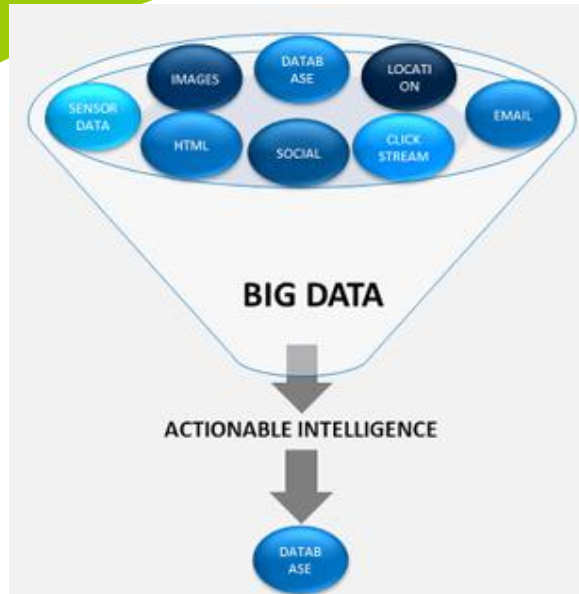 IMAGES
DATAB
ASE
LOCATI
ON
SENSOR
DATA
EMAIL
HTML
SOCIAL
CLICK
STREAM
BIG DATA
ACTIONABLE INTELLIGENCE
DATAB
ASE